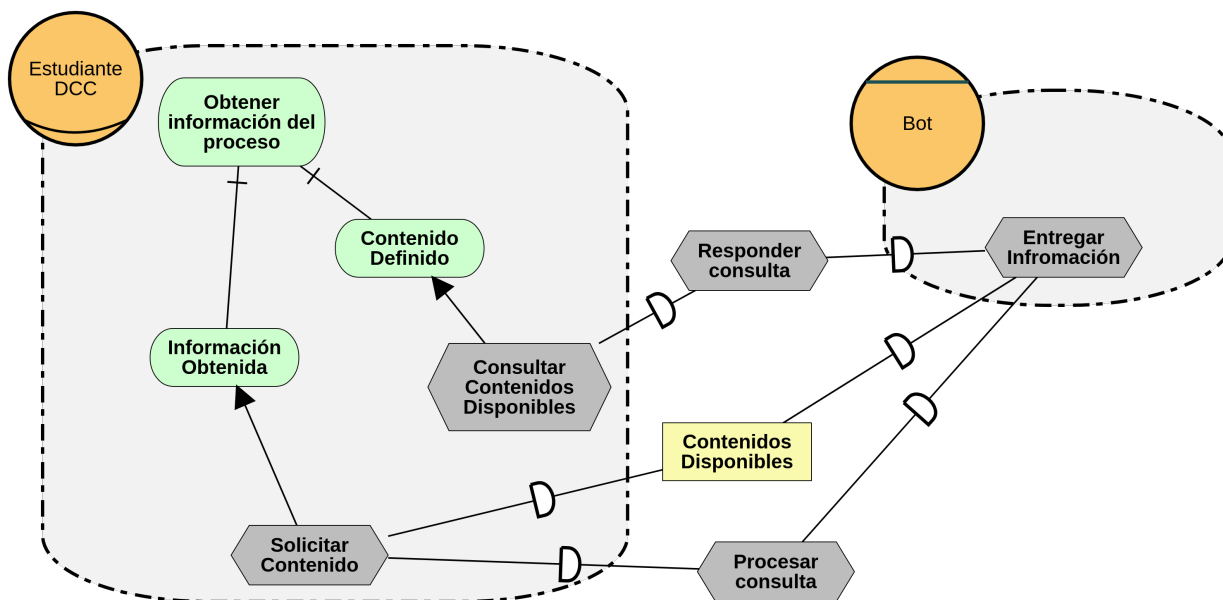 Estudiante
DCC
Obtener
información del
proceso
Bot
Contenido
Definido
Responder
consulta
Entregar
Infromación
Información
Obtenida
Consultar
Contenidos
Disponibles
Contenidos
Disponibles
Solicitar
Contenido
Procesar
consulta